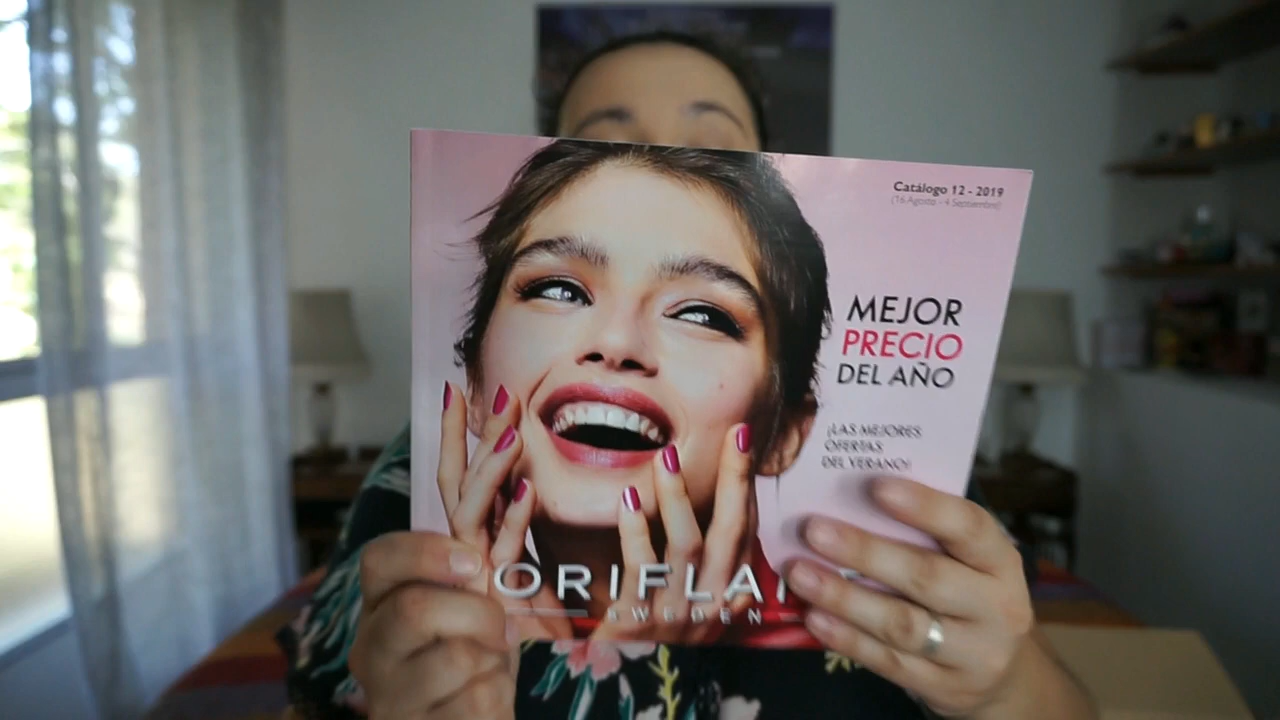 Catálogo 12 - 2019
(16 Agosto - 4 Septiembre)
MEJOR
PRECIO
DEL AÑO
¡LAS MEJORES
OFERTAS
DEL VERANO!
ORIFLA
SWEDEN